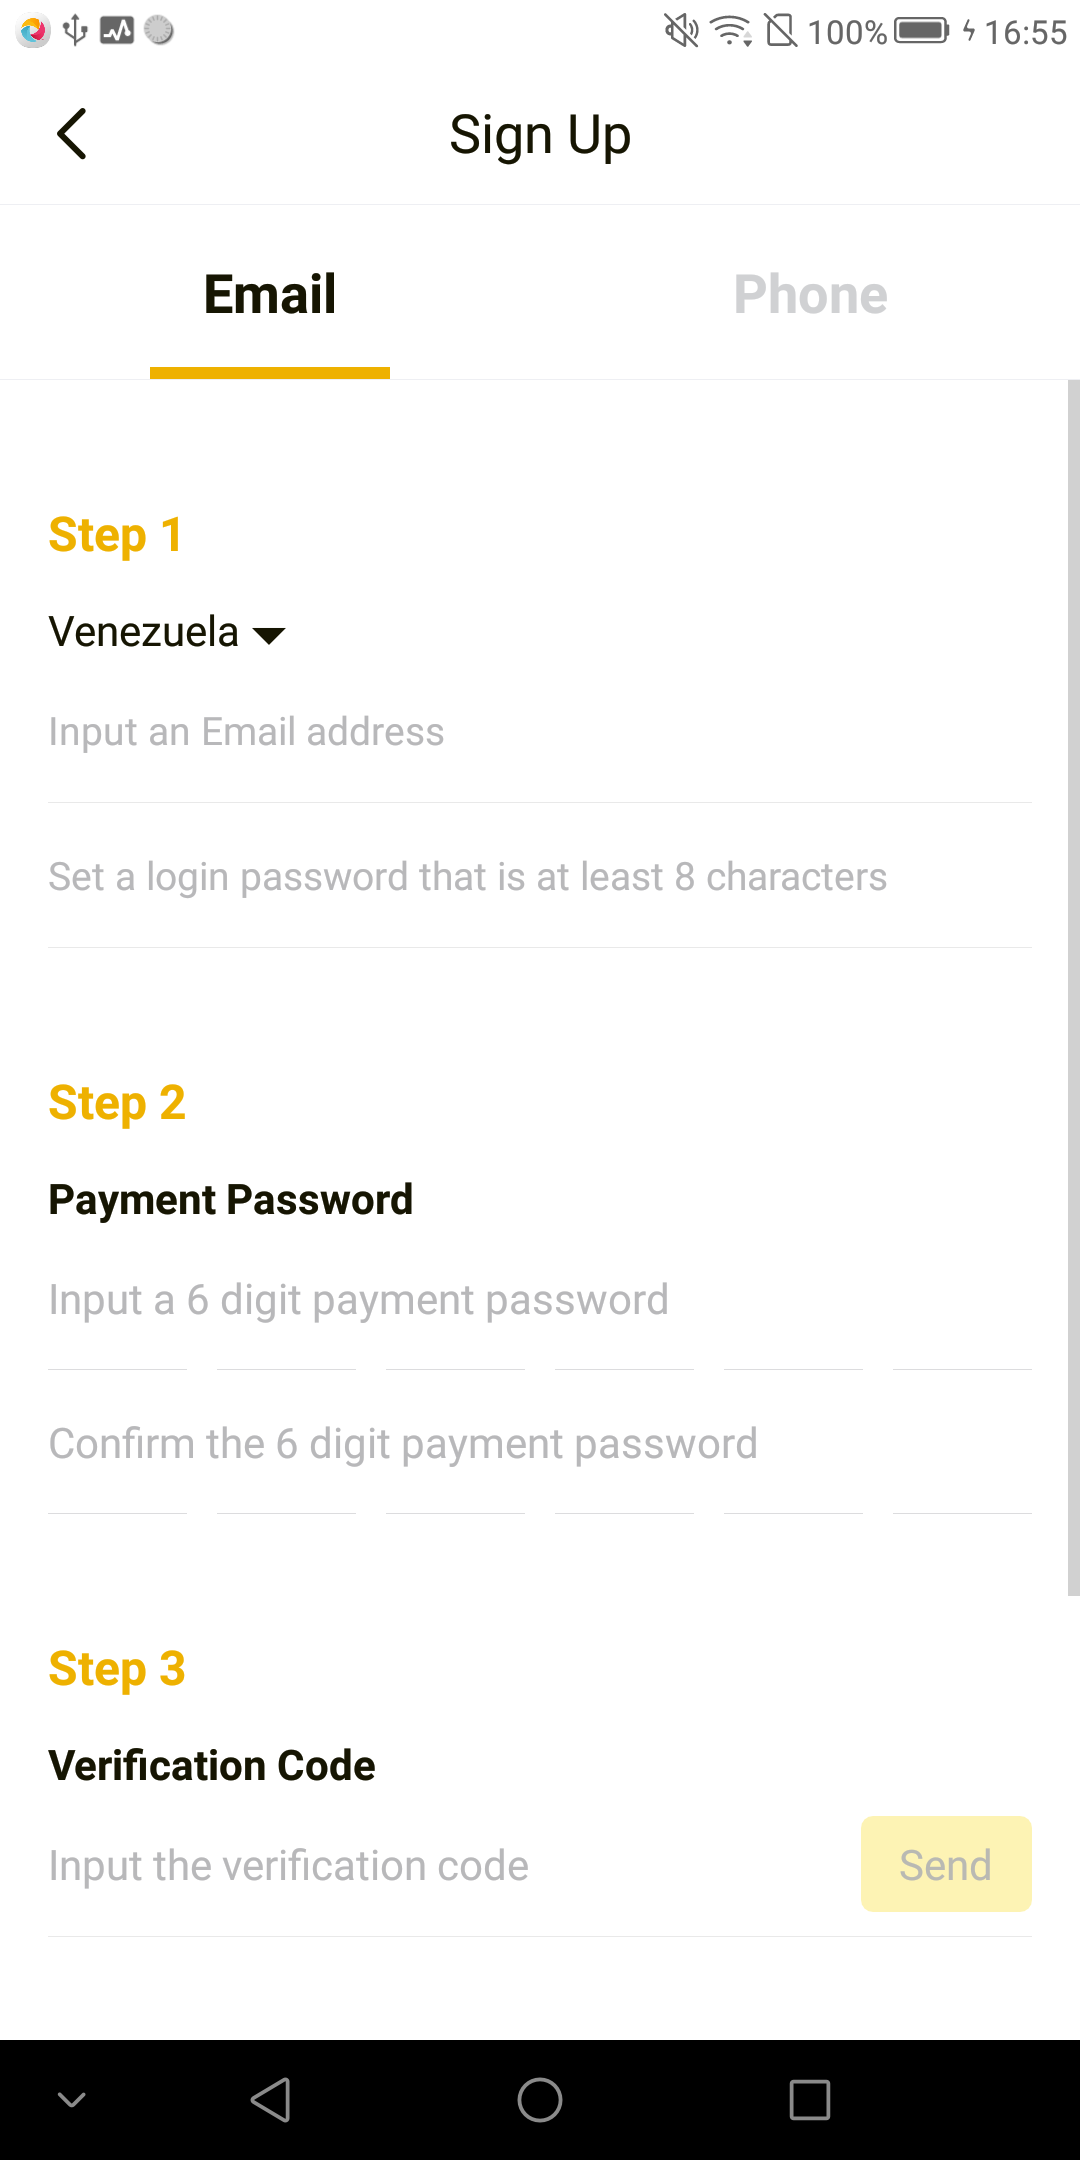 100% 16:55
Sign Up
Email Phone
Step 1
Venezuela
Input an Email address
Set a login password that is at least 8 characters
Step 2
Payment Password
Input a 6 digit payment password
Confirm the 6 digit payment password
Step 3
Verification Code
Input the verification code Send